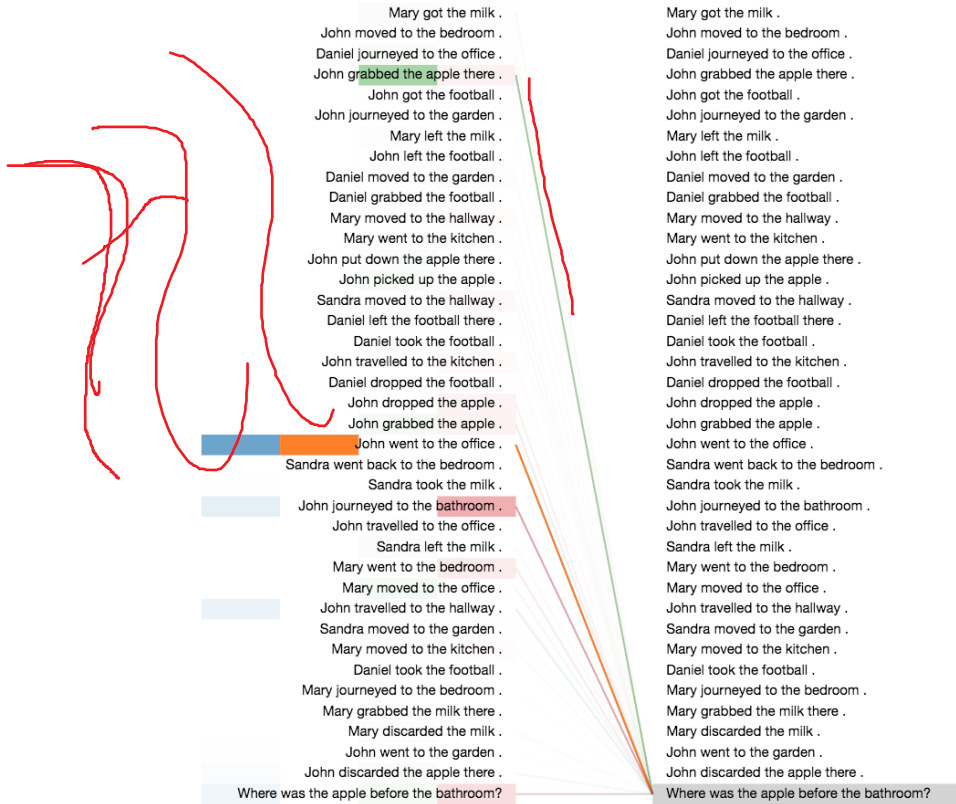 Mary got the milk .
John moved to the bedroom .
Daniel journeyed to the office .
John grabbed the apple there .
John got the football .
John journeyed to the garden .
Mary left the milk .
John left the football .
Daniel moved to the garden .
Daniel grabbed the football .
Mary moved to the hallway .
Mary went to the kitchen .
John put down the apple there .
John picked up the apple .
Sandra moved to the hallway .
Daniel left the football there .
Daniel took the football .
John travelled to the kitchen .
Daniel dropped the football .
John dropped the apple .
John grabbed the apple .
John went to the office .
Sandra went back to the bedroom .
Sandra took the milk .
John journeyed to the bathroom .
John travelled to the office .
Sandra left the milk .
Mary went to the bedroom .
Mary moved to the office .
John travelled to the hallway .
Sandra moved to the garden .
Mary moved to the kitchen .
Daniel took the football .
Mary journeyed to the bedroom .
Mary grabbed the milk there .
Mary discarded the milk .
John went to the garden .
John discarded the apple there .
Where was the apple before the bathroom?
Mary got the milk .
John moved to the bedroom .
Daniel journeyed to the office .
John grabbed the apple there .
John got the football .
John journeyed to the garden .
Mary left the milk .
John left the football .
Daniel moved to the garden .
Daniel grabbed the football .
Mary moved to the hallway .
Mary went to the kitchen .
John put down the apple there .
John picked up the apple .
Sandra moved to the hallway .
Daniel left the football there .
Daniel took the football .
John travelled to the kitchen .
Daniel dropped the football .
John dropped the apple .
John grabbed the apple .
John went to the office .
Sandra went back to the bedroom .
Sandra took the milk .
John journeyed to the bathroom .
John travelled to the office .
Sandra left the milk .
Mary went to the bedroom .
Mary moved to the office .
John travelled to the hallway .
Sandra moved to the garden .
Mary moved to the kitchen .
Daniel took the football .
Mary journeyed to the bedroom .
Mary grabbed the milk there .
Mary discarded the milk .
John went to the garden .
John discarded the apple there .
Where was the apple before the bathroom?